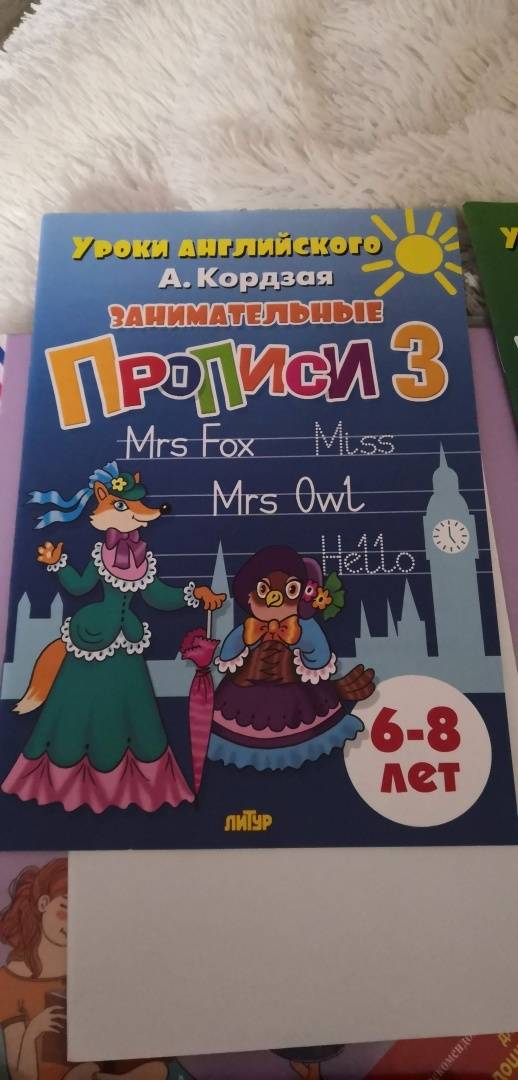 Уроки английского
А. Кордзая
ЗАНИМАТЕЛЬНЫЕ
ПРОПИСИ 3
Mrs Fox Miss
Mrs Owl
Hello
6-8
лет
ЛИТУР